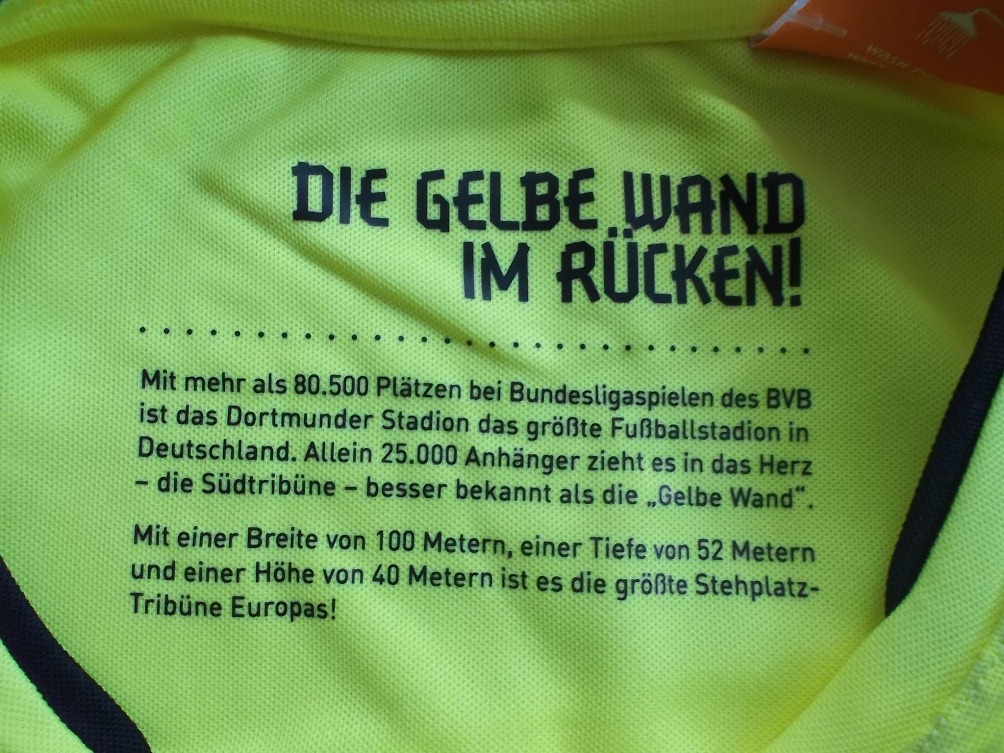 WASH
DIE GELBE WAND
IM RÜCKEN!
Mit mehr als 80.500 Plätzen bei Bundesligaspielen des BVB
ist das Dortmunder Stadion das größte Fußballstadion in
Deutschland. Allein 25.000 Anhänger zieht es in das Herz
– die Südtribüne – besser bekannt als die „Gelbe Wand“.
Mit einer Breite von 100 Metern, einer Tiefe von 52 Metern
und einer Höhe von 40 Metern ist es die größte Stehplatz-
Tribüne Europas!